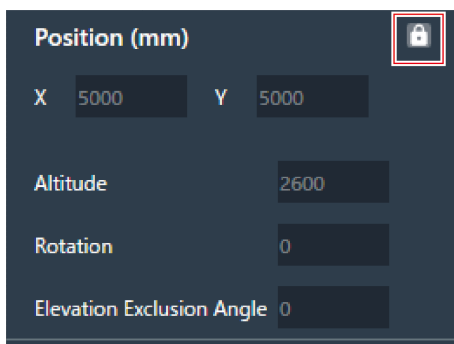 Position (mm)
X 5000 Y 5000
Altitude 2600
Rotation 0
Elevation Exclusion Angle 0